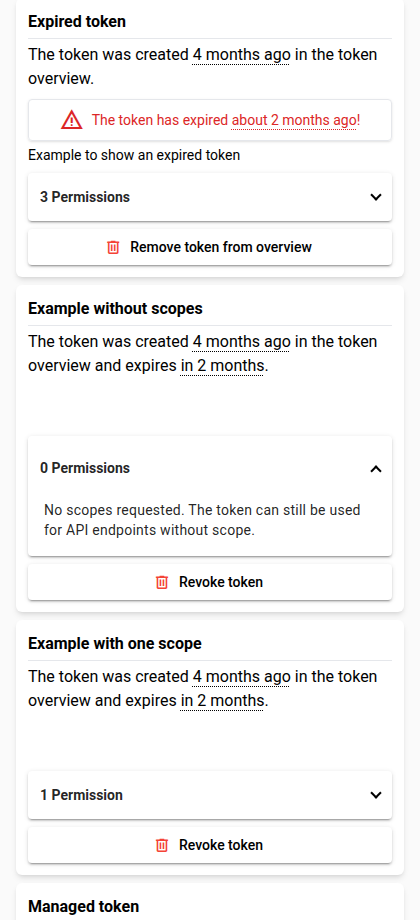 Expired token
The token was created 4 months ago in the token
overview.
The token has expired about 2 months ago!
Example to show an expired token
3 Permissions
Remove token from overview
Example without scopes
The token was created 4 months ago in the token
overview and expires in 2 months.
0 Permissions
No scopes requested. The token can still be used
for API endpoints without scope.
Revoke token
Example with one scope
The token was created 4 months ago in the token
overview and expires in 2 months.
1 Permission
Revoke token
Managed token